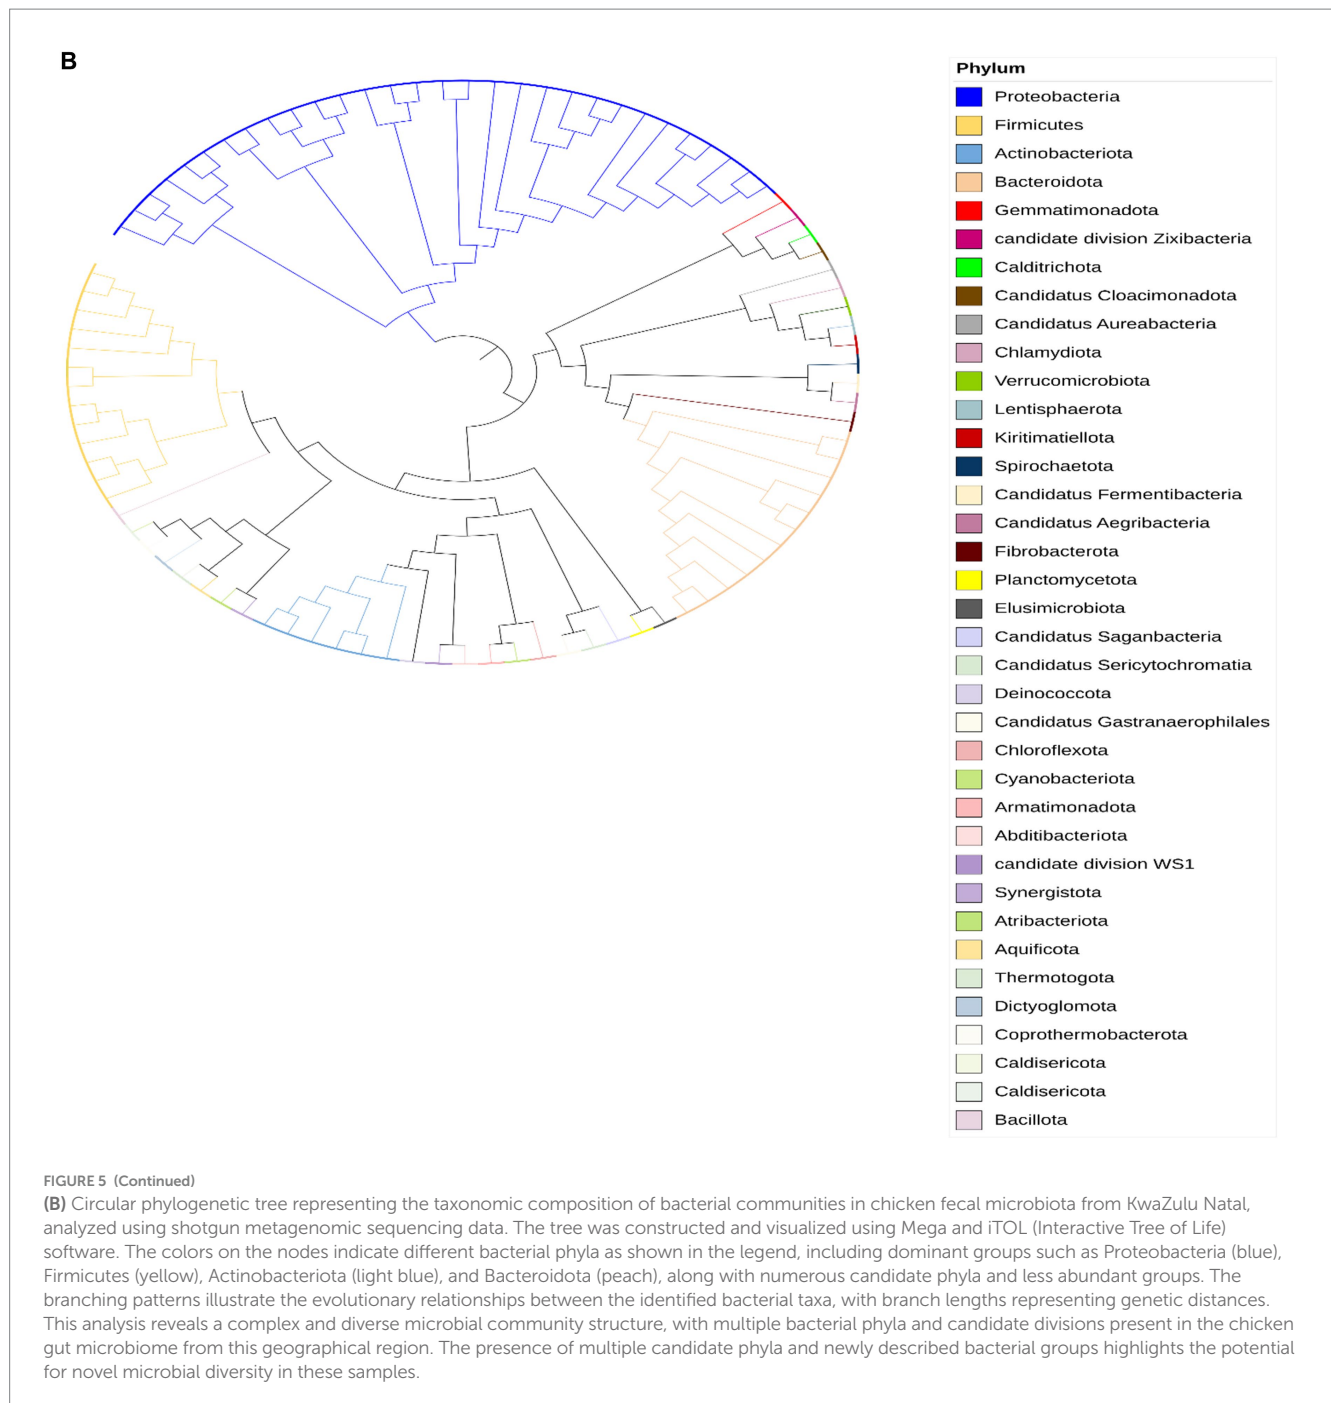 B
Phylum
Proteobacteria
Firmicutes
Actinobacteriota
Bacteroidota
Gemmatimonadota
candidate division Zixibacteria
Calditrichota
Candidatus Cloacimonadota
Candidatus Aureabacteria
Chlamydiota
Verrucomicrobiota
Lentisphaerota
Kiritimatiellota
Spirochaetota
Candidatus Fermentibacteria
Candidatus Aegribacteria
Fibrobacterota
Planctomycetota
Elusimicrobiota
Candidatus Saganbacteria
Candidatus Sericytochromatia
Deinococcota
Candidatus Gastranaerophilales
Chloroflexota
Cyanobacteriota
Armatimonadota
Abditibacteriota
candidate division WS1
Synergistota
Atribacteriota
Aquificota
Thermotogota
Dictyoglomota
Coprothermobacterota
Caldisericota
Caldisericota
Bacillota
FIGURE 5 (Continued)
(B) Circular phylogenetic tree representing the taxonomic composition of bacterial communities in chicken fecal microbiota from KwaZulu Natal,
analyzed using shotgun metagenomic sequencing data. The tree was constructed and visualized using Mega and iTOL (Interactive Tree of Life)
software. The colors on the nodes indicate different bacterial phyla as shown in the legend, including dominant groups such as Proteobacteria (blue),
Firmicutes (yellow), Actinobacteriota (light blue), and Bacteroidota (peach), along with numerous candidate phyla and less abundant groups. The
branching patterns illustrate the evolutionary relationships between the identified bacterial taxa, with branch lengths representing genetic distances.
This analysis reveals a complex and diverse microbial community structure, with multiple bacterial phyla and candidate divisions present in the chicken
gut microbiome from this geographical region. The presence of multiple candidate phyla and newly described bacterial groups highlights the potential
for novel microbial diversity in these samples.